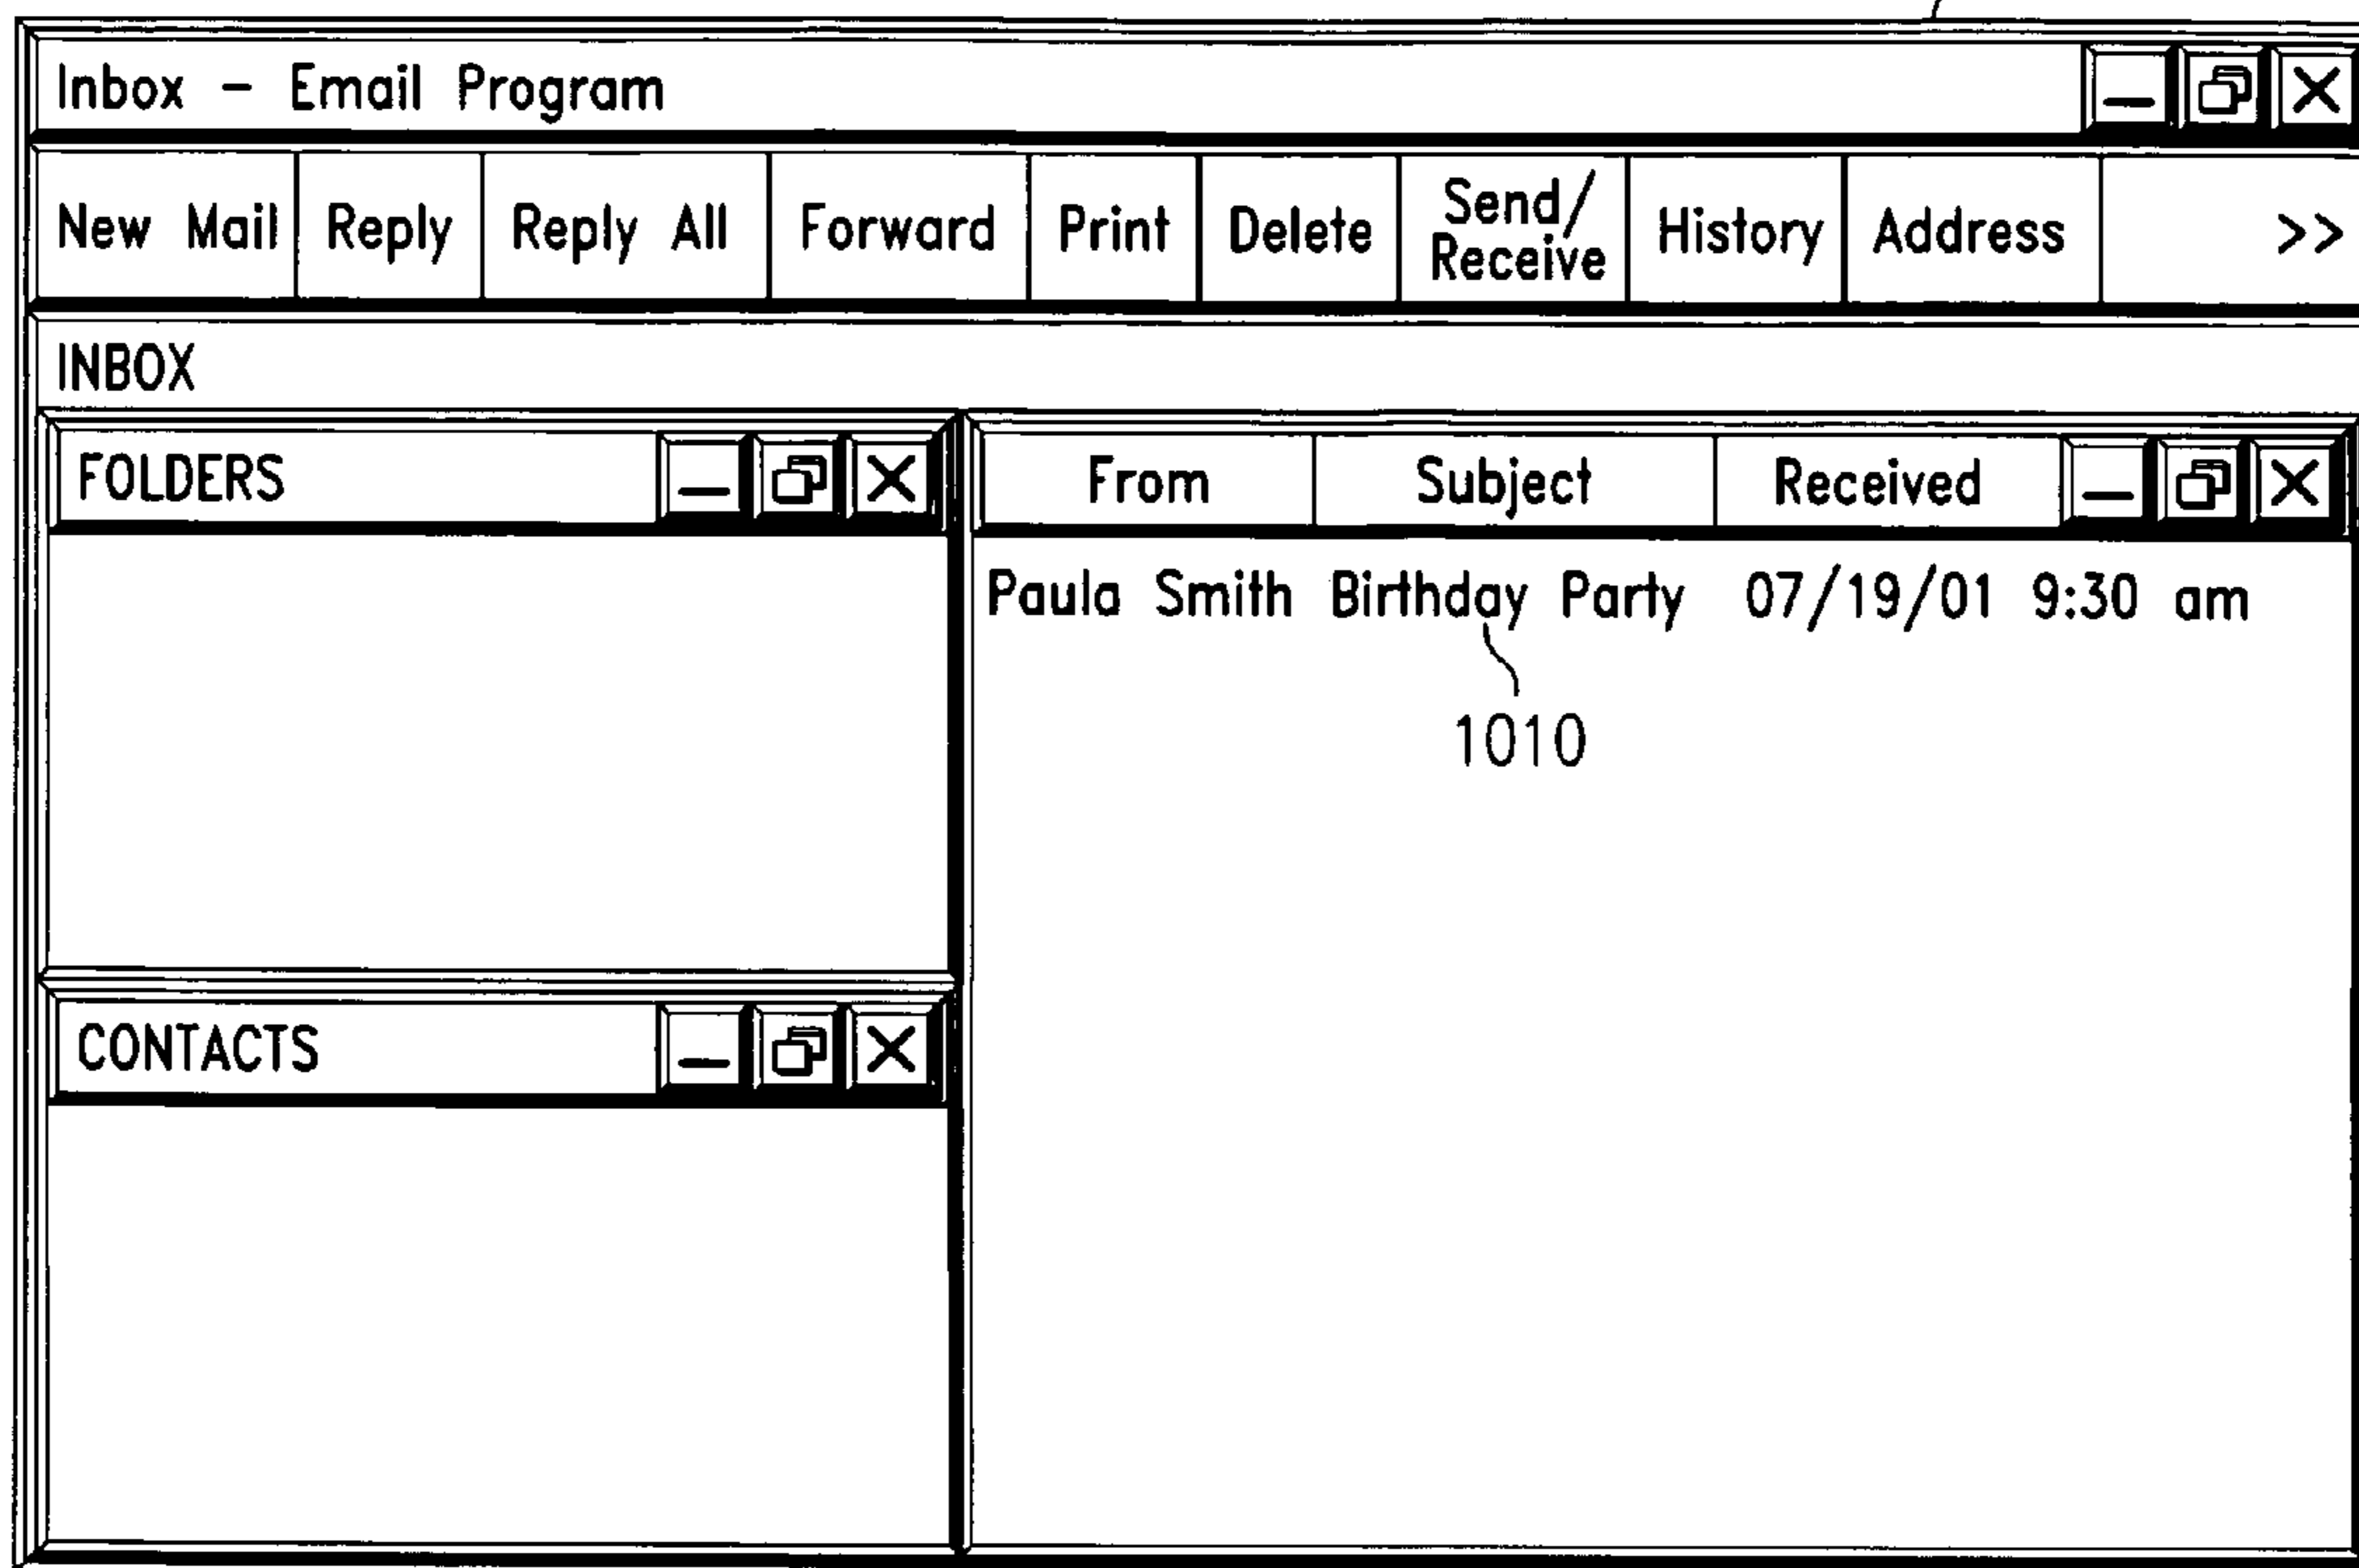 Inbox – Email Program
New Mail Reply Reply All Forward Print Delete Send/ Receive History Address >>
INBOX
FOLDERS
From Subject Received
Paula Smith Birthday Party 07/19/01 9:30 am
1010
CONTACTS